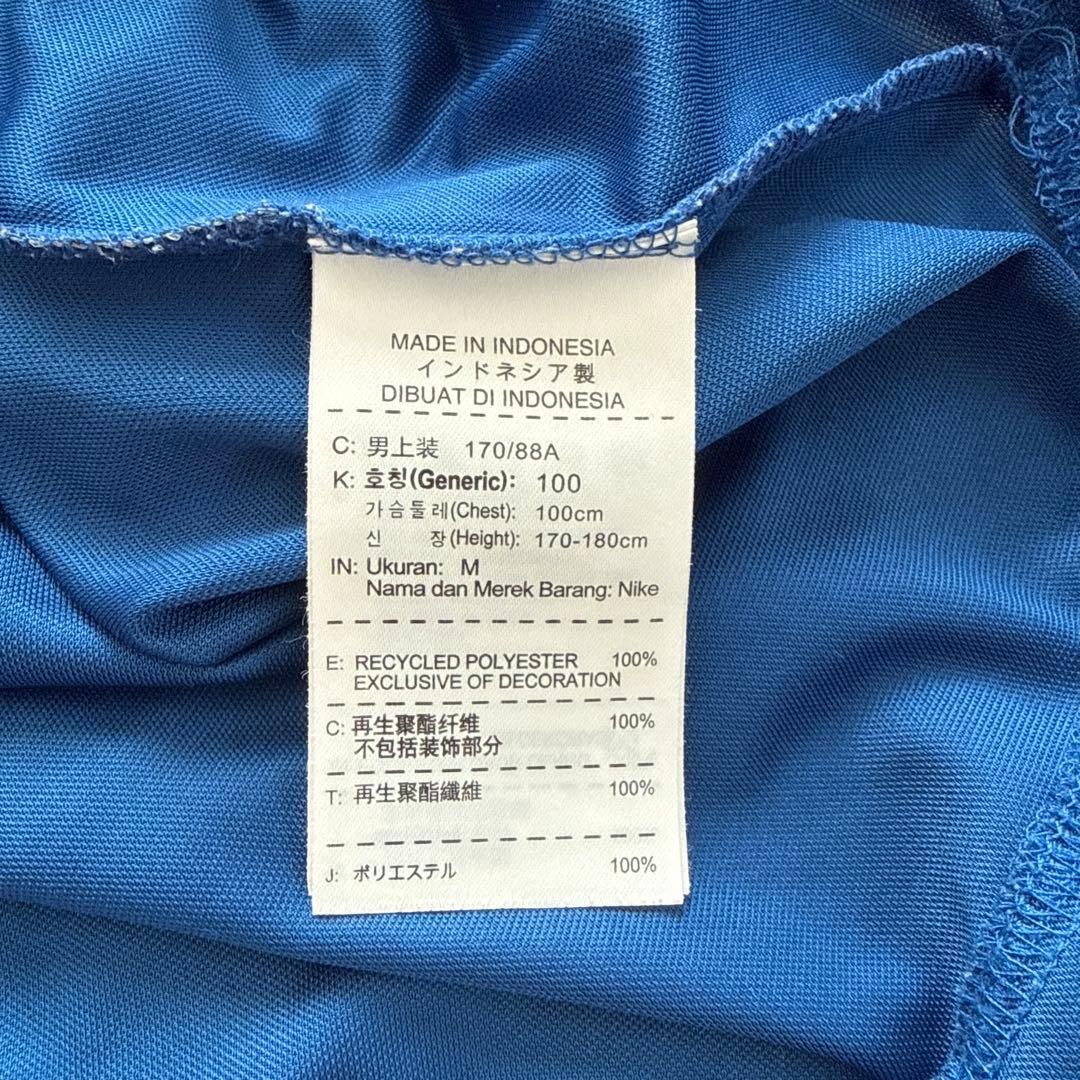 MADE IN INDONESIA
インドネシア製
DIBUAT DI INDONESIA
C: 男上装 170/88A
K: 호칭(Generic): 100
가슴둘레(Chest): 100cm
신 장(Height): 170-180cm
IN: Ukuran: M
Nama dan Merek Barang: Nike
E: RECYCLED POLYESTER 100%
EXCLUSIVE OF DECORATION
C: 再生聚酯纤维 100%
不包括装饰部分
T: 再生聚酯纖維 100%
J: ポリエステル 100%